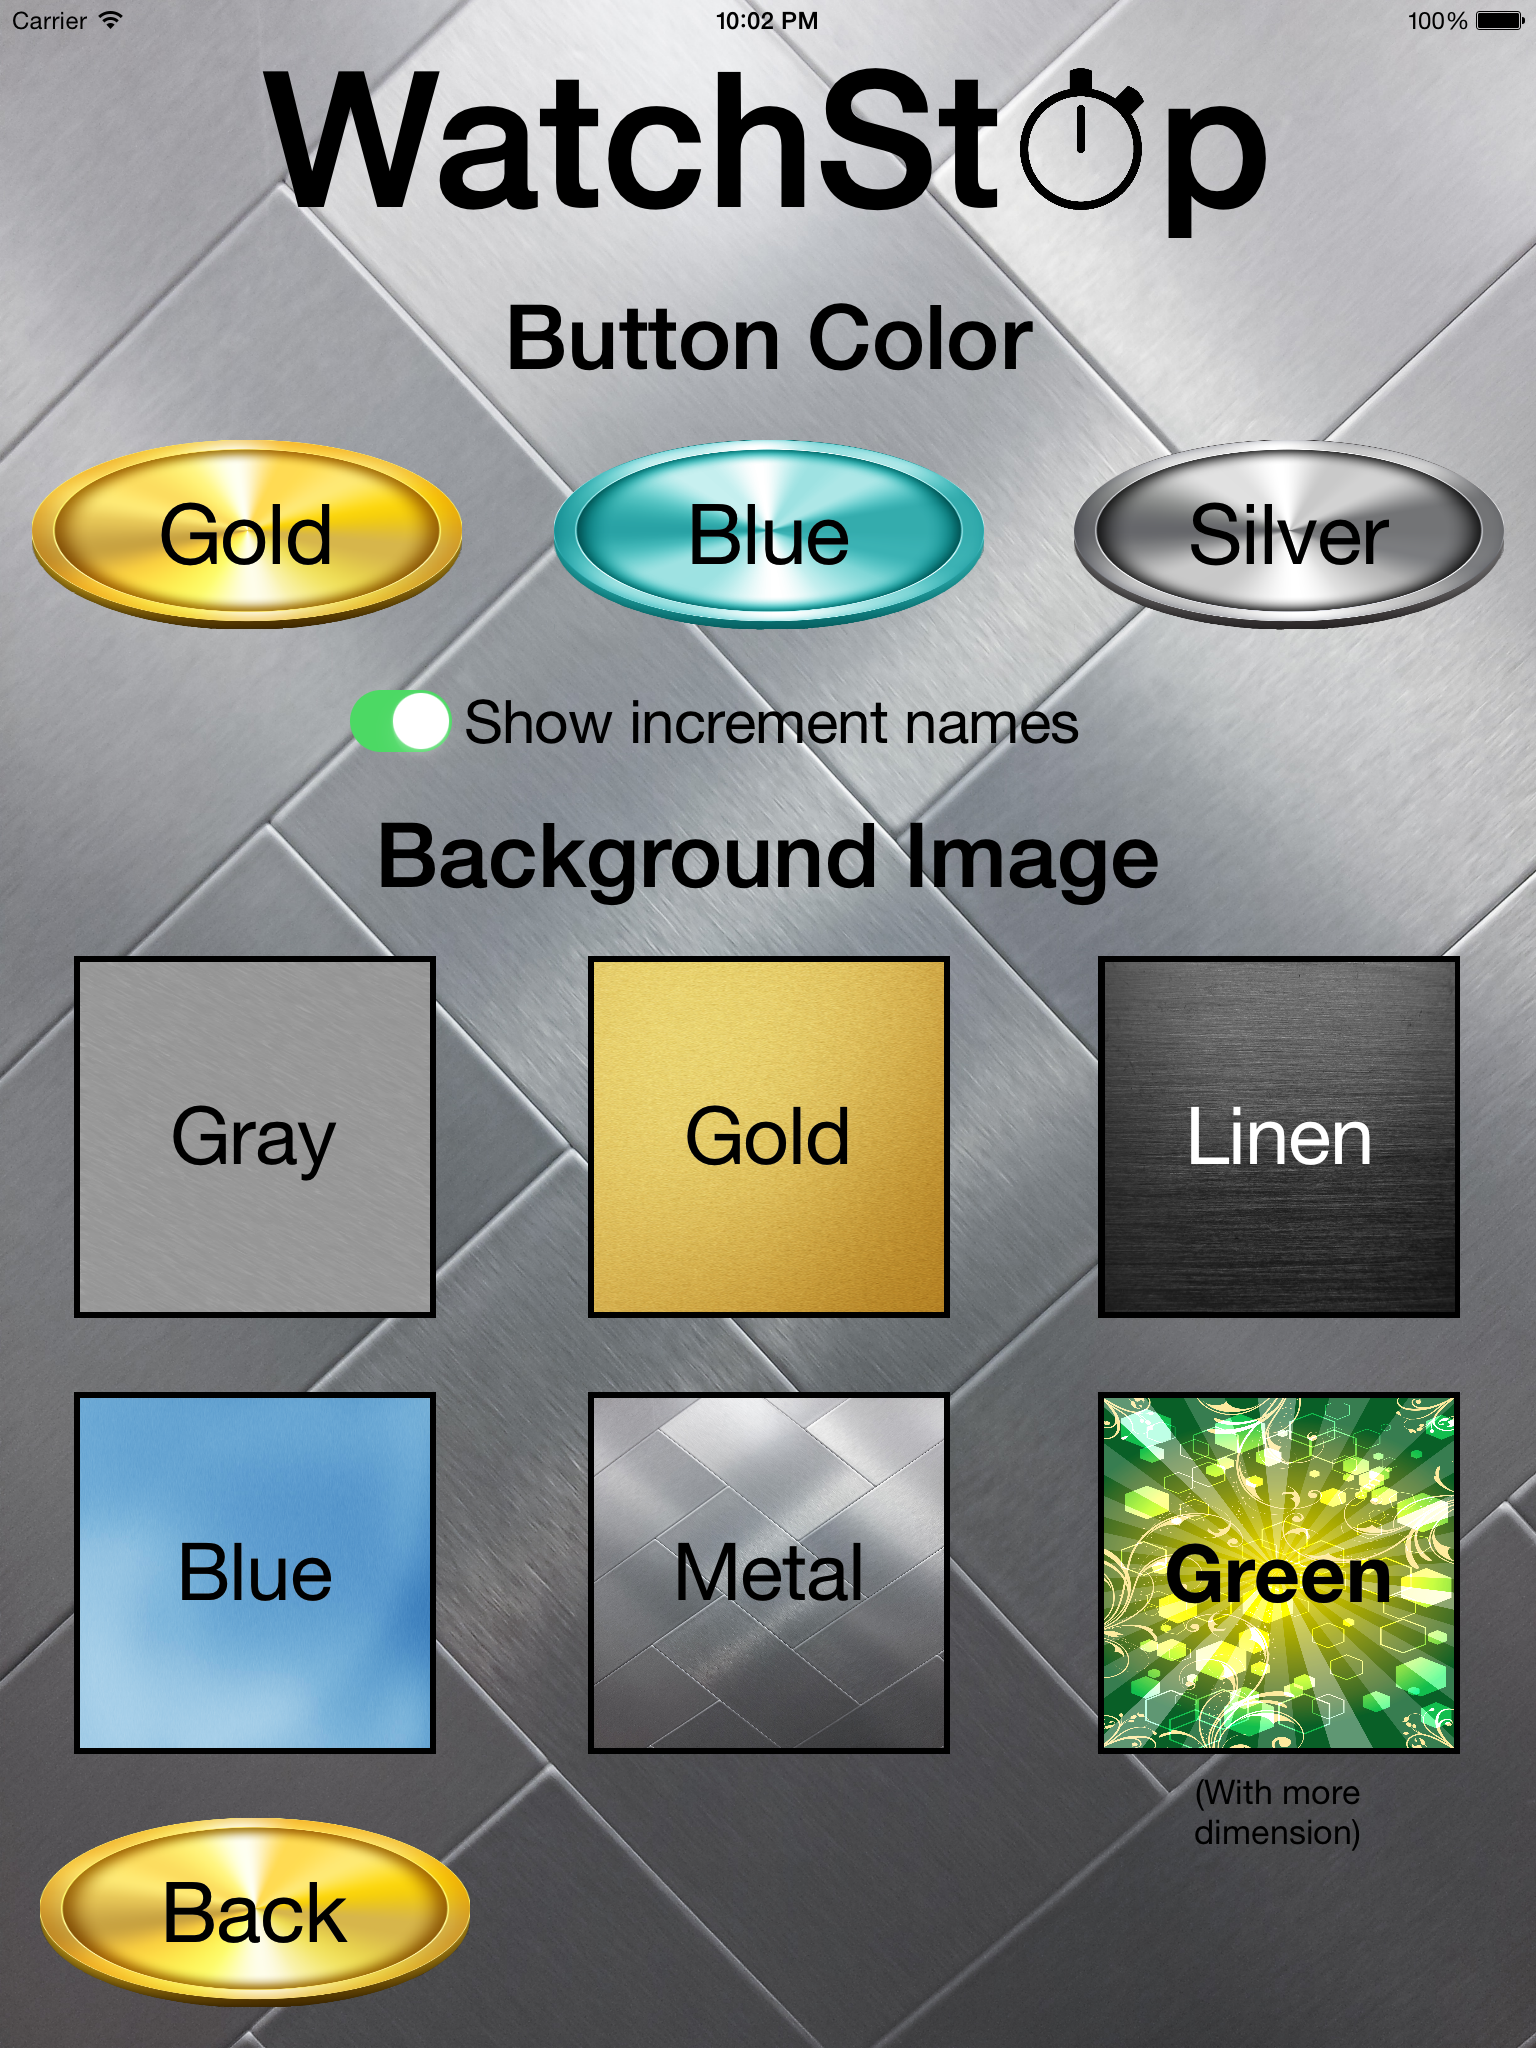 Carrier 10:02 PM 100%
WatchStop
Button Color
Gold Blue Silver
Show increment names
Background Image
Gray Gold Linen
Blue Metal Green
(With more
dimension)
Back